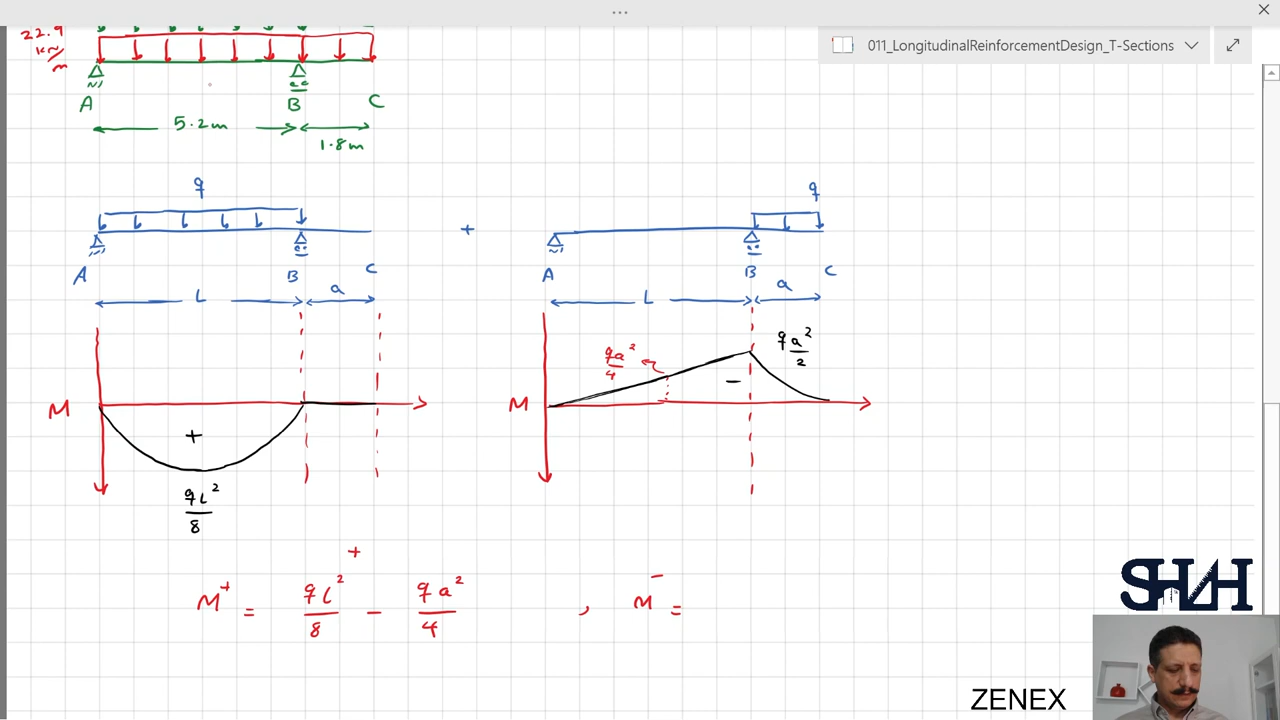 011_LongitudinalReinforcementDesign_T-Sections
22.9
kN/
m
A B C
5.2m
1.8m
q
+
q
A B C
A B C
L a
L a
M
+
qL²
8
M
qa²
4
−
qa²
2
+
M⁺ = qL²/8 − qa²/4 , M⁻ =
SHLH
ZENEX